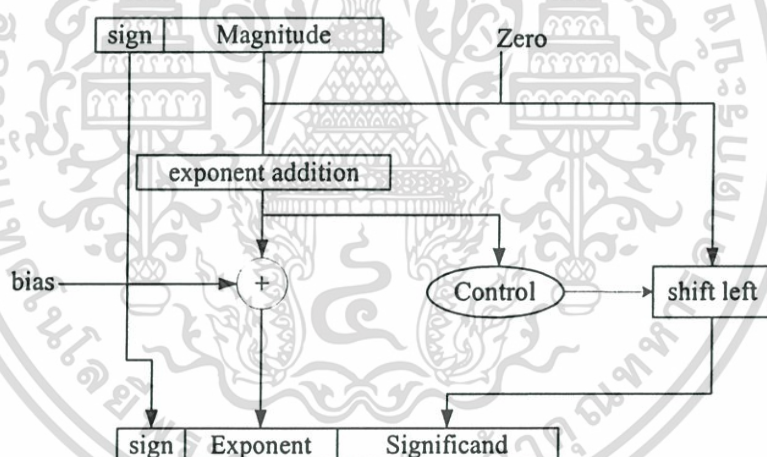 sign Magnitude
Zero
exponent addition
bias
+
Control
shift left
sign Exponent Significand